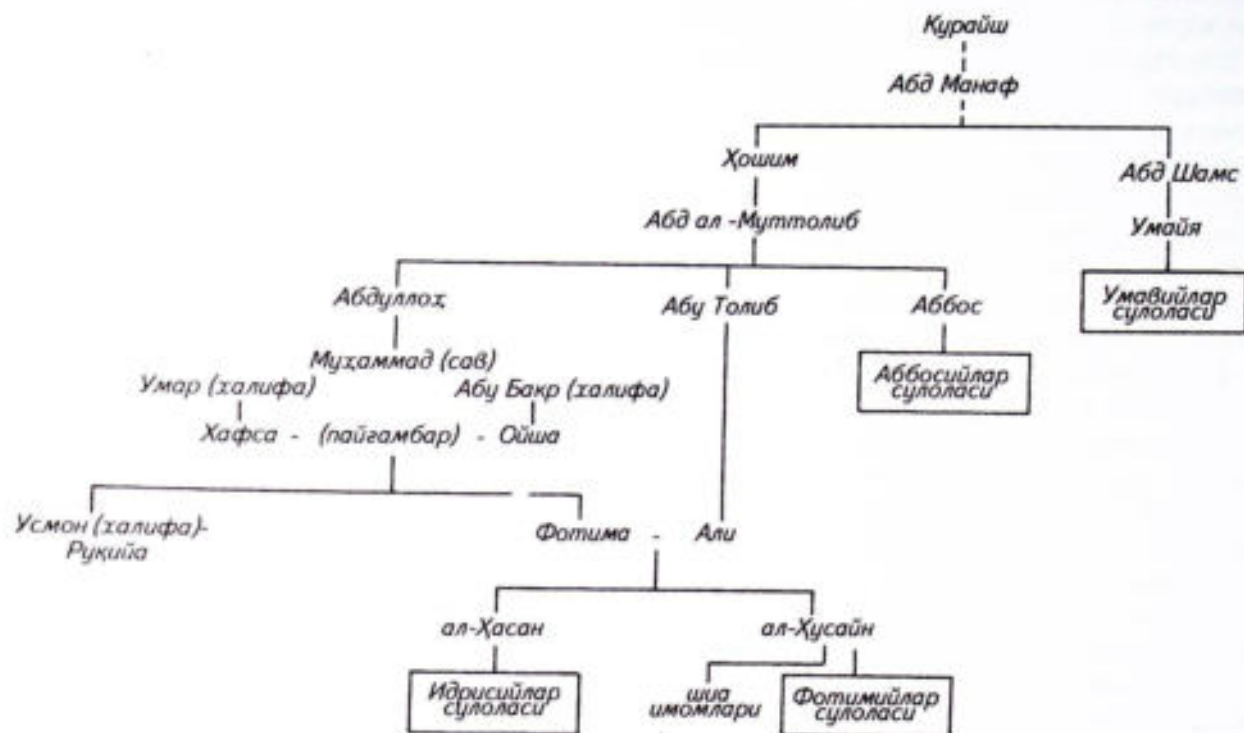 Қурайш
Абд Манаф
Ҳошим
Абд Шамс
Абд ал -Муттолиб
Умайя
Абдуллоҳ
Абу Толиб
Аббос
Умавийлар
сулоласи
Муҳаммад (сав)
Умар (халифа)
Абу Бакр (халифа)
Аббосийлар
сулоласи
Хафса - (пайғамбар) - Ойша
Усмон (халифа)-
Руқийа
Фотима - Али
ал-Ҳасан
ал-Ҳусайн
Идрисийлар
сулоласи
шиа
имомлари
Фотимийлар
сулоласи